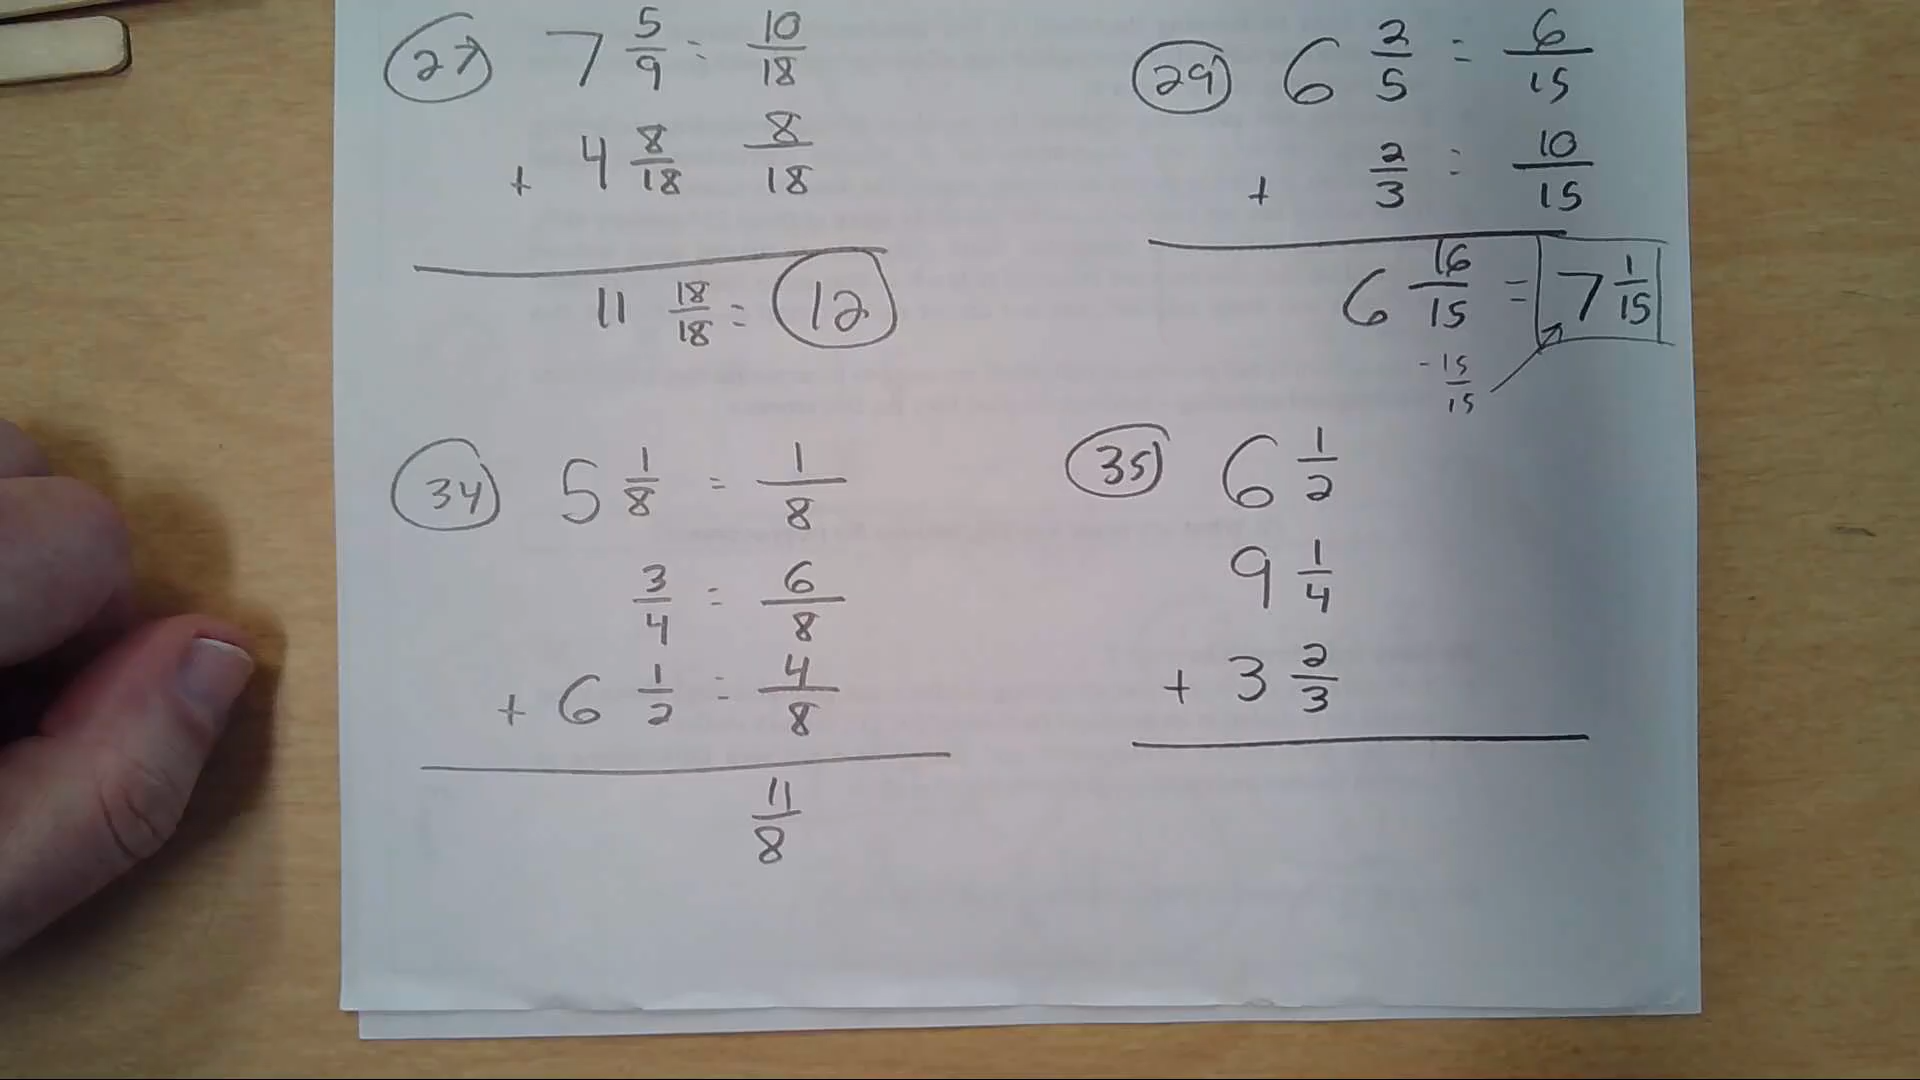 27 7 5/9 = 10/18
+ 4 8/18 8/18
11 18/18 = 12
29 6 2/5 = 6/15
+ 2/3 = 10/15
6 16/15 = 7 1/15
- 15/15
34 5 1/8 = 1/8
3/4 = 6/8
+ 6 1/2 = 4/8
11/8
35 6 1/2
9 1/4
+ 3 2/3